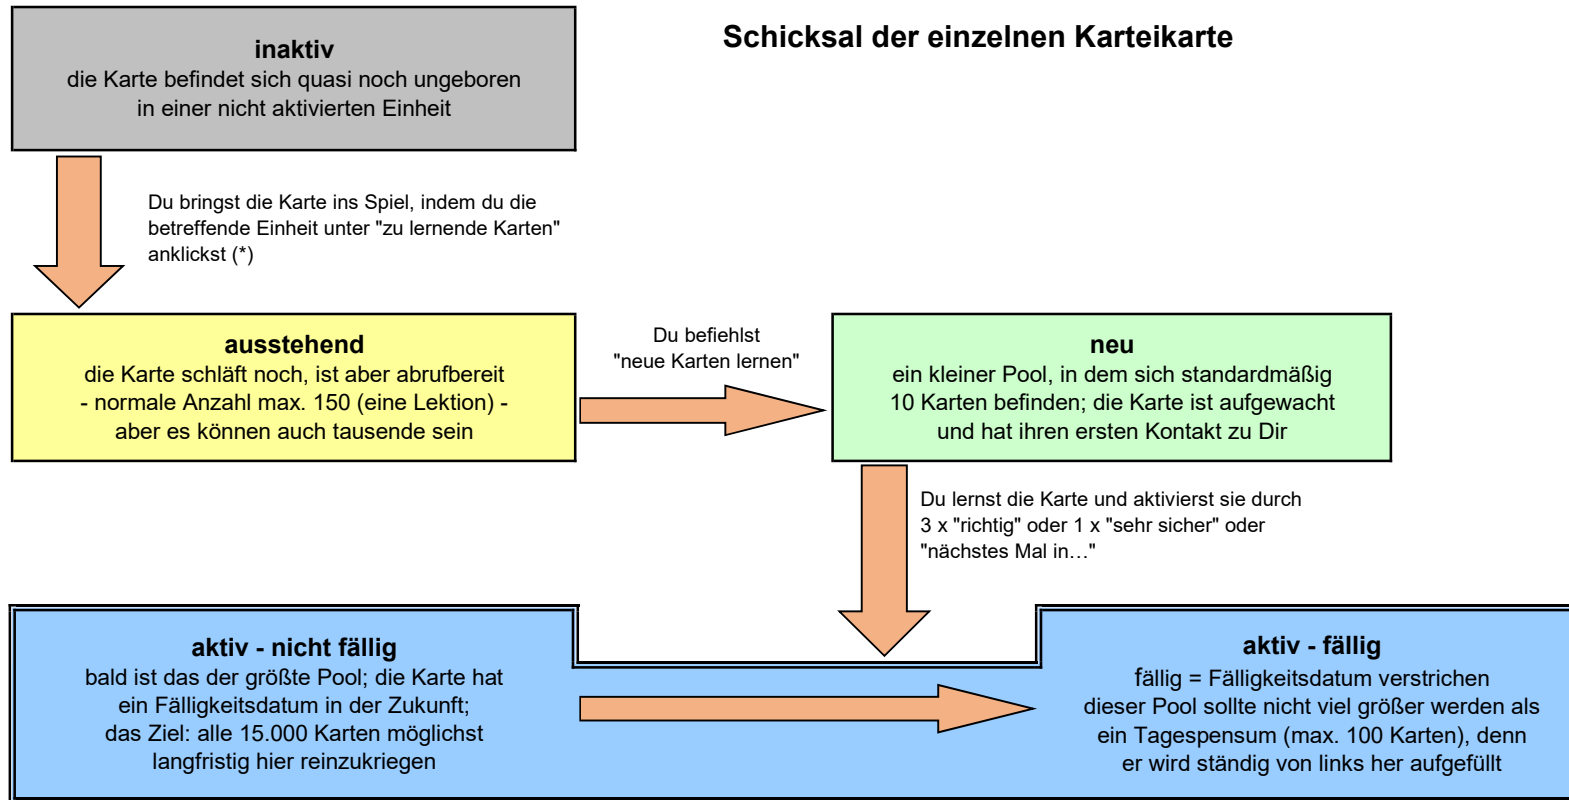 Schicksal der einzelnen Karteikarte
inaktiv
die Karte befindet sich quasi noch ungeboren
in einer nicht aktivierten Einheit
Du bringst die Karte ins Spiel, indem du die
betreffende Einheit unter "zu lernende Karten"
anklickst (*)
ausstehend
die Karte schläft noch, ist aber abrufbereit
- normale Anzahl max. 150 (eine Lektion) -
aber es können auch tausende sein
Du befiehlst
"neue Karten lernen"
neu
ein kleiner Pool, in dem sich standardmäßig
10 Karten befinden; die Karte ist aufgewacht
und hat ihren ersten Kontakt zu Dir
Du lernst die Karte und aktivierst sie durch
3 x "richtig" oder 1 x "sehr sicher" oder
"nächstes Mal in…"
aktiv - nicht fällig
bald ist das der größte Pool; die Karte hat
ein Fälligkeitsdatum in der Zukunft;
das Ziel: alle 15.000 Karten möglichst
langfristig hier reinzukriegen
aktiv - fällig
fällig = Fälligkeitsdatum verstrichen
dieser Pool sollte nicht viel größer werden als
ein Tagespensum (max. 100 Karten), denn
er wird ständig von links her aufgefüllt